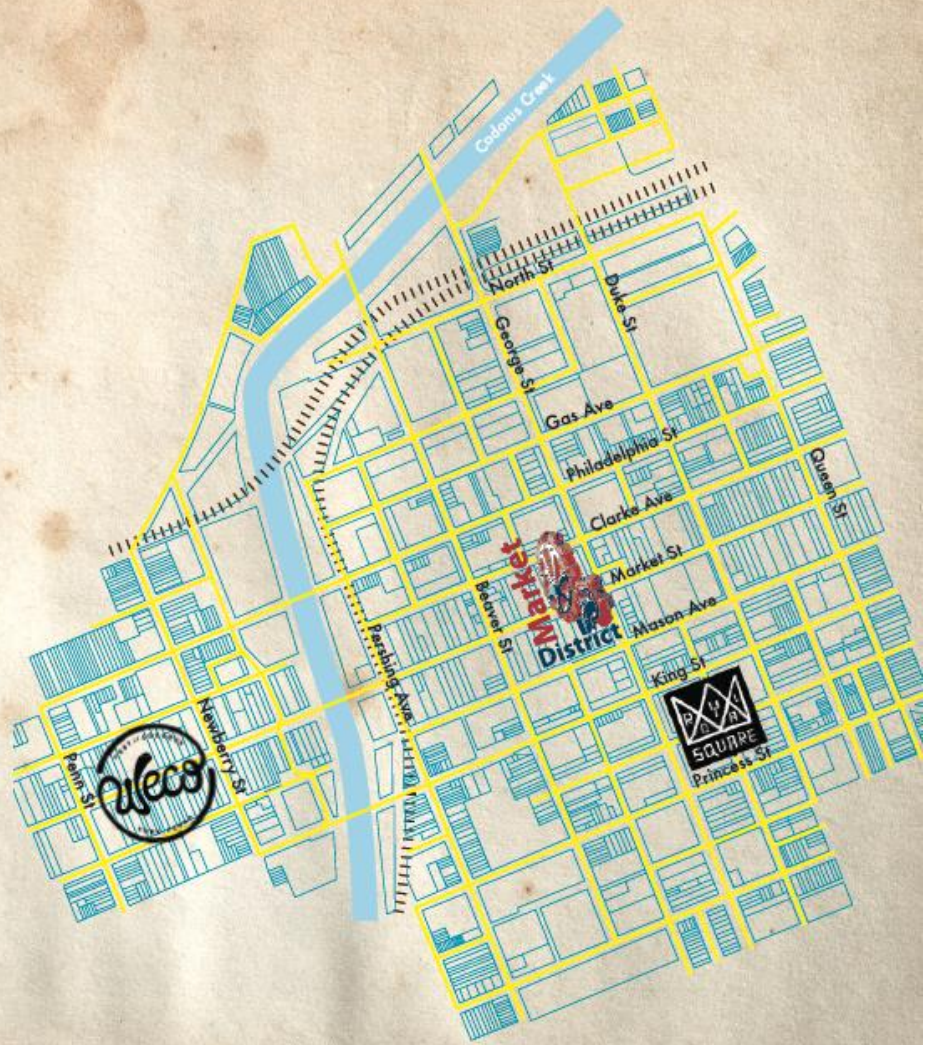 Codorus Creek
North St
Duke St
George St
Gas Ave
Philadelphia St
Queen St
Clarke Ave
Market
District
Market St
Beaver St
Mason Ave
Pershing Ave
King St
SQUARE
Princess St
Newberry St
Penn St
Weco